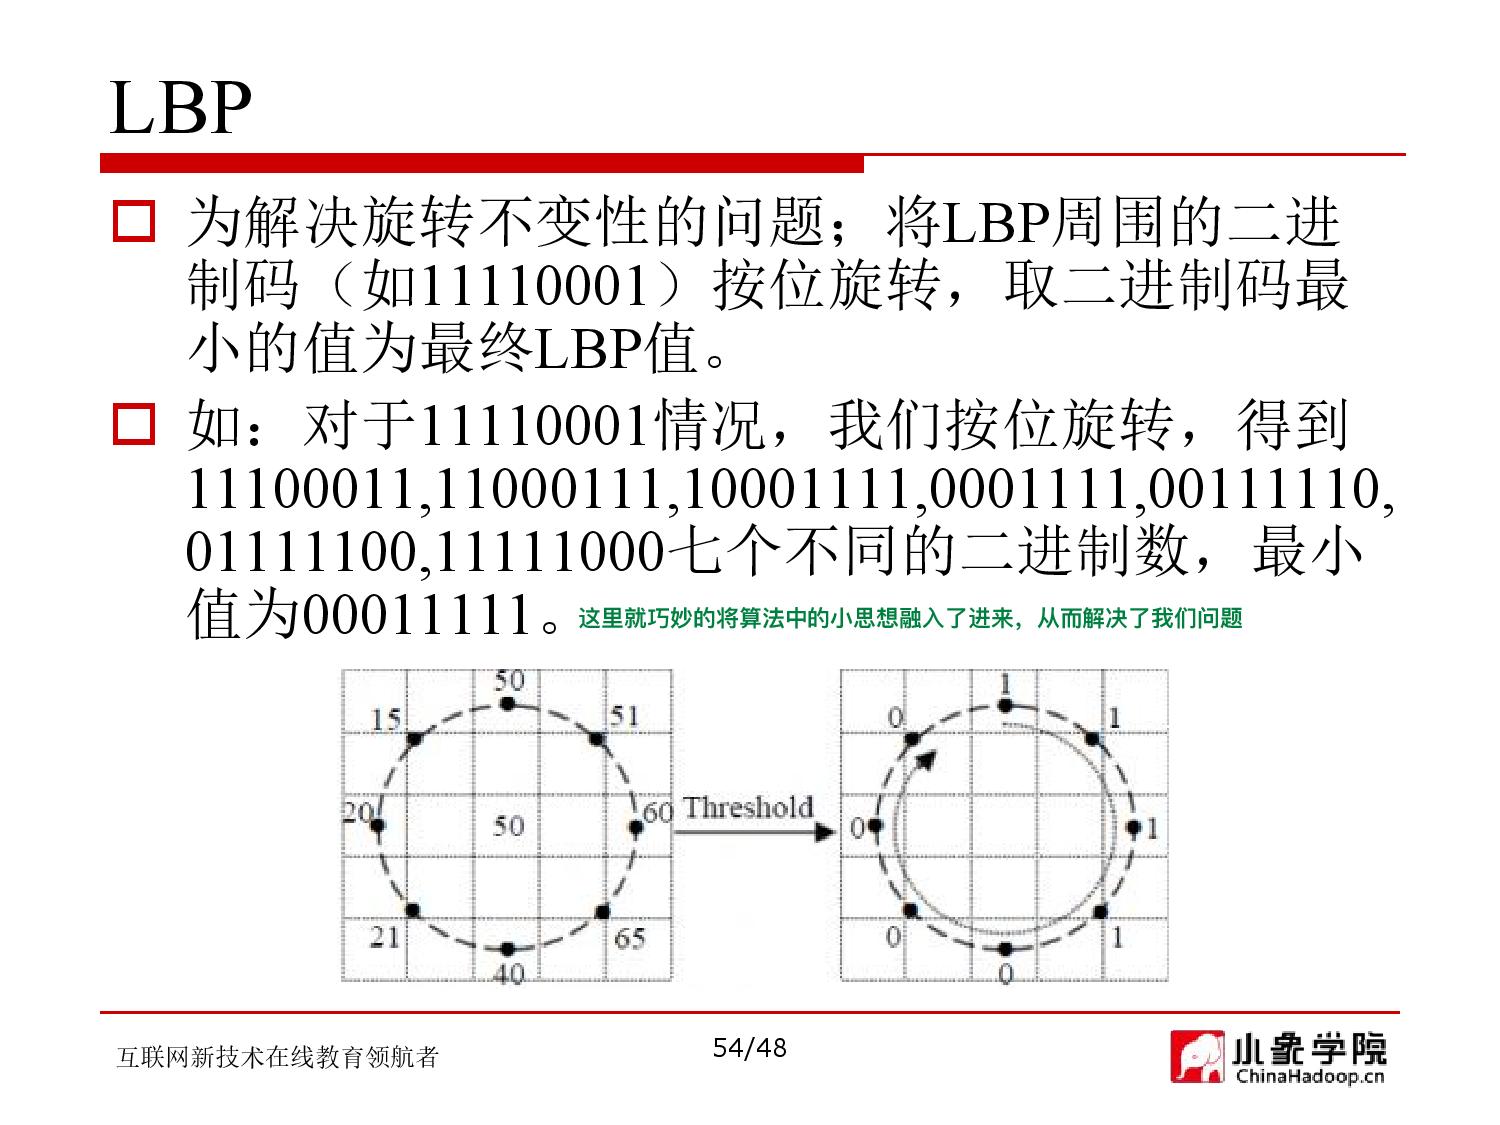 LBP
为解决旋转不变性的问题；将LBP周围的二进
制码（如11110001）按位旋转，取二进制码最
小的值为最终LBP值。
如：对于11110001情况，我们按位旋转，得到
11100011,11000111,10001111,0001111,00111110,
01111100,11111000七个不同的二进制数，最小
值为00011111。这里就巧妙的将算法中的小思想融入了进来，从而解决了我们问题
50 1
15 51 0 1
20 50 60 Threshold 0 1
21 65 0 1
40 0
互联网新技术在线教育领航者 54/48 小象学院
ChinaHadoop.cn